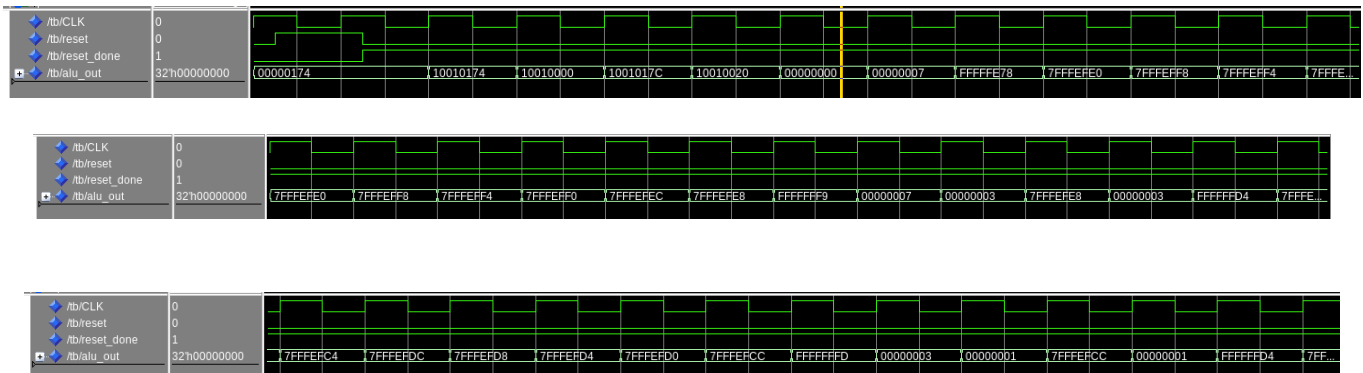 /tb/CLK 0
/tb/reset 0
/tb/reset_done 1
/tb/alu_out 32'h00000000 00000174 10010174 10010000 1001017C 10010020 00000000 00000007 FFFFFE78 7FFFEFE0 7FFFEFF8 7FFFEFF4 7FFFE...
/tb/CLK 0
/tb/reset 0
/tb/reset_done 1
/tb/alu_out 32'h00000000 7FFFEFE0 7FFFEFF8 7FFFEFF4 7FFFEFF0 7FFFEFEC 7FFFEFE8 FFFFFFF9 00000007 00000003 7FFFEFE8 00000003 FFFFFFD4 7FFFE...
/tb/CLK 0
/tb/reset 0
/tb/reset_done 1
/tb/alu_out 32'h00000000 7FFFEFC4 7FFFEFDC 7FFFEFD8 7FFFEFD4 7FFFEFD0 7FFFEFCC FFFFFFFD 00000003 00000001 7FFFEFCC 00000001 FFFFFFD4 7FF...